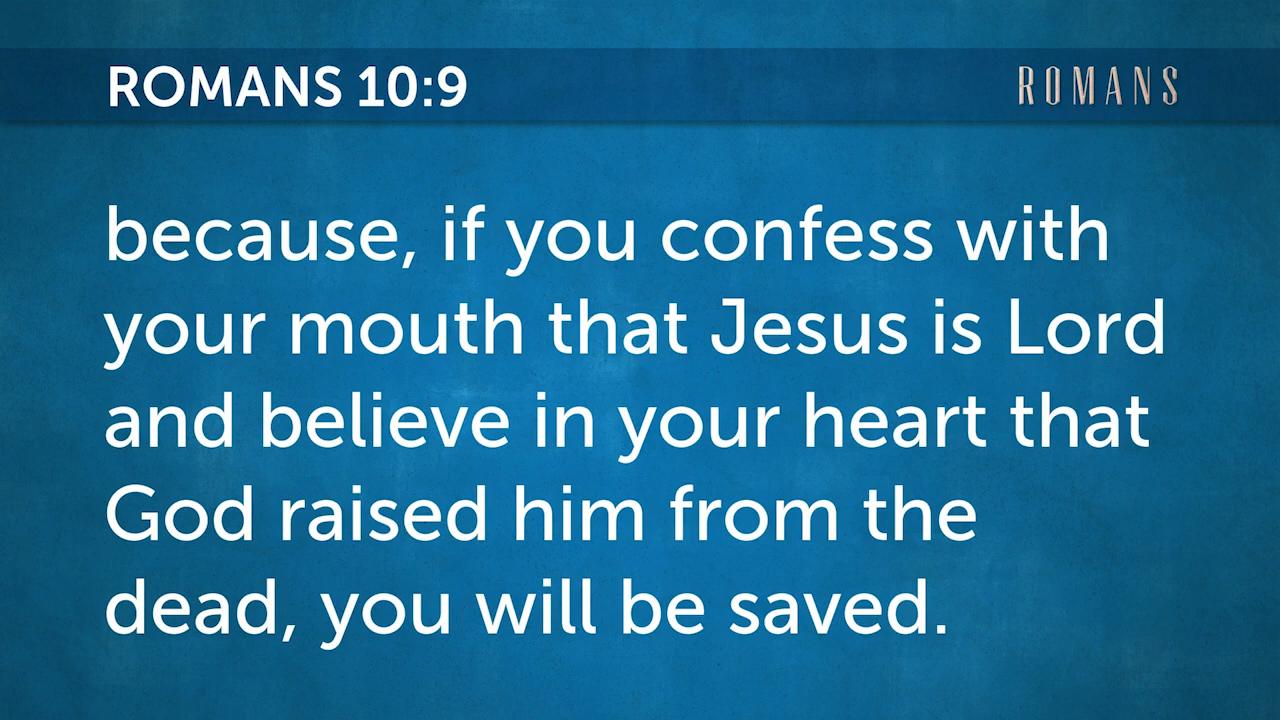 ROMANS 10:9
ROMANS
because, if you confess with
your mouth that Jesus is Lord
and believe in your heart that
God raised him from the
dead, you will be saved.